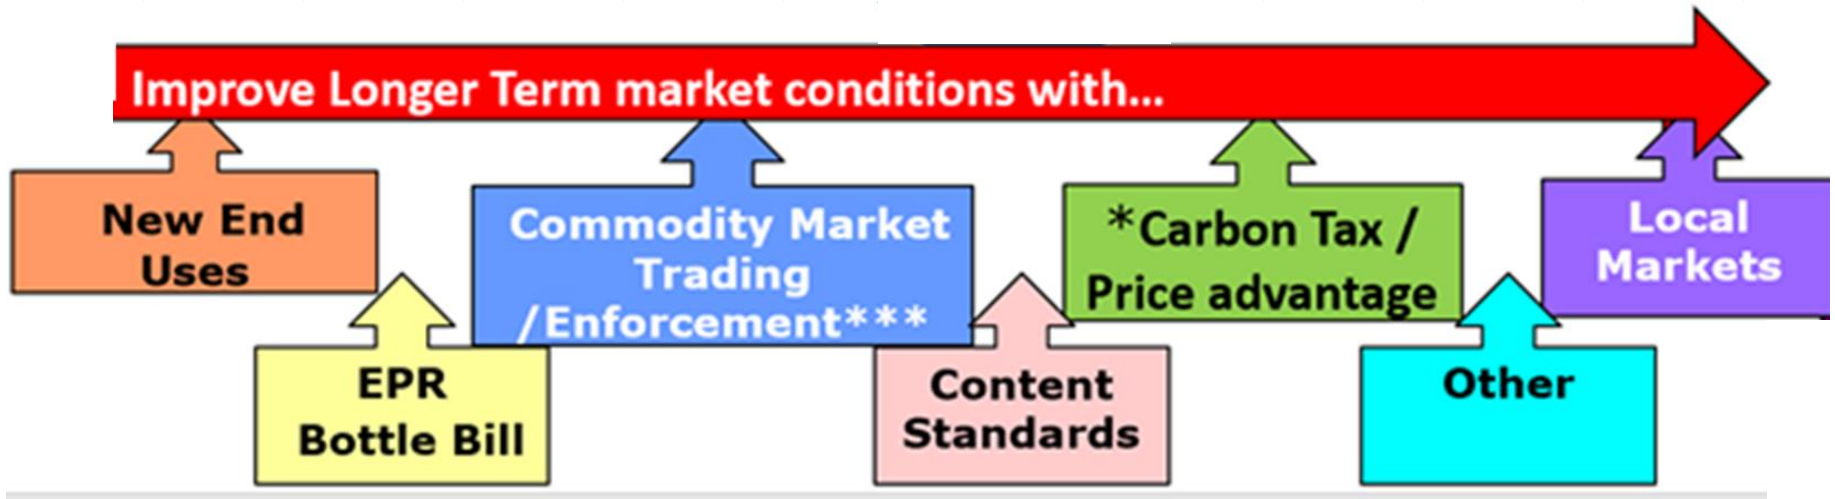 Improve Longer Term market conditions with...
New End
Uses
Commodity Market
Trading
/Enforcement***
*Carbon Tax /
Price advantage
Local
Markets
EPR
Bottle Bill
Content
Standards
Other